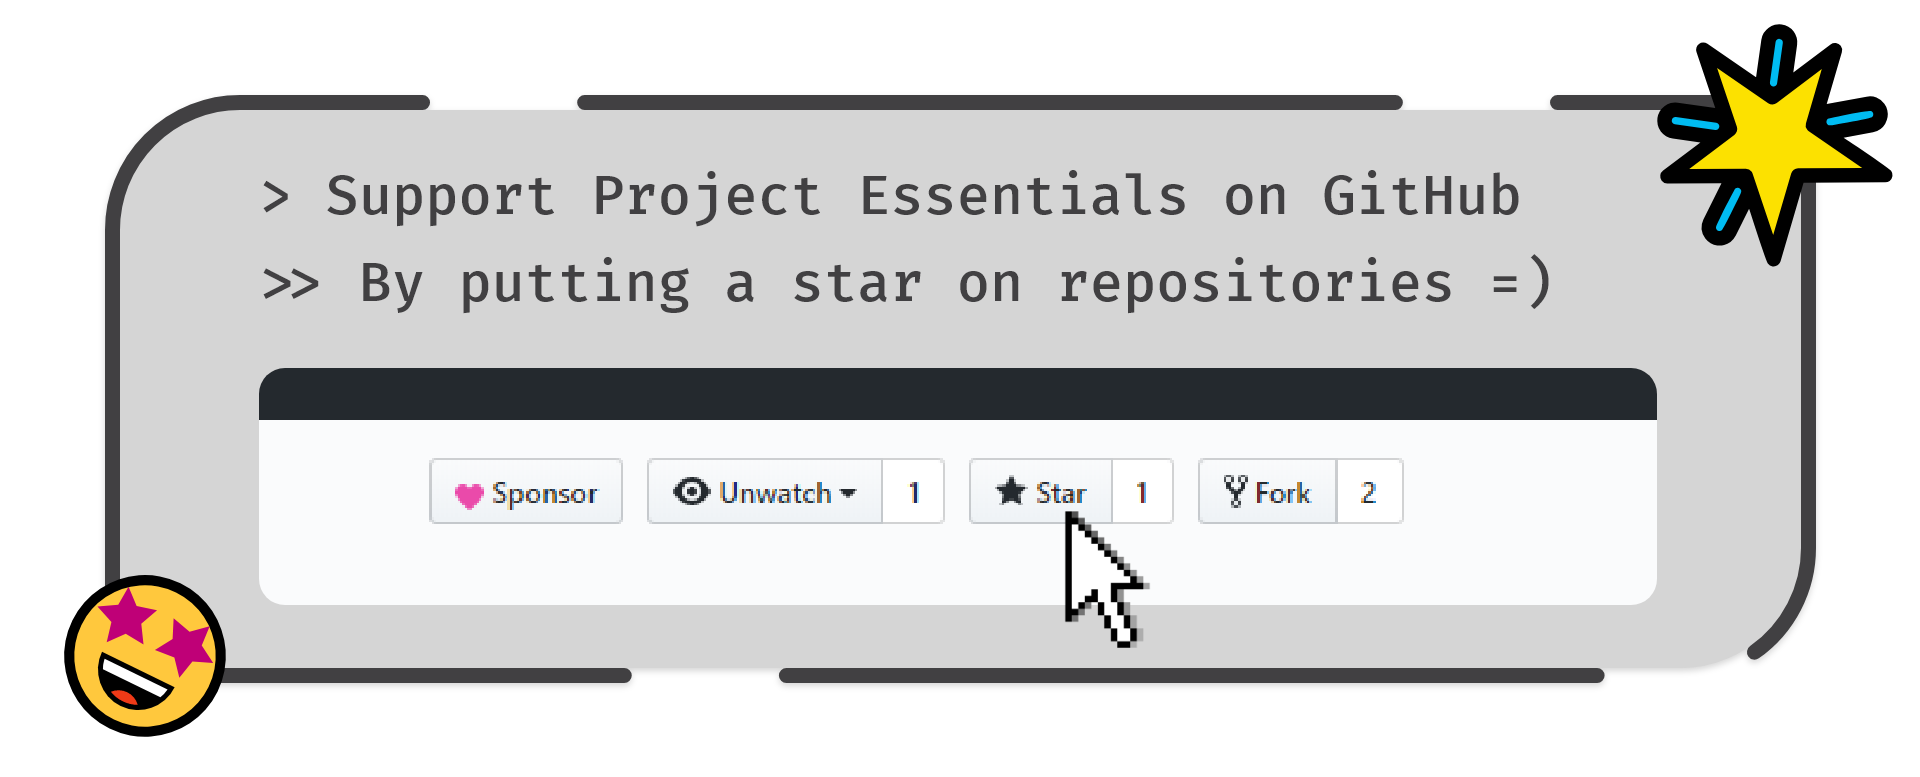 > Support Project Essentials on GitHub
>> By putting a star on repositories =)
Sponsor Unwatch 1 Star 1 Fork 2